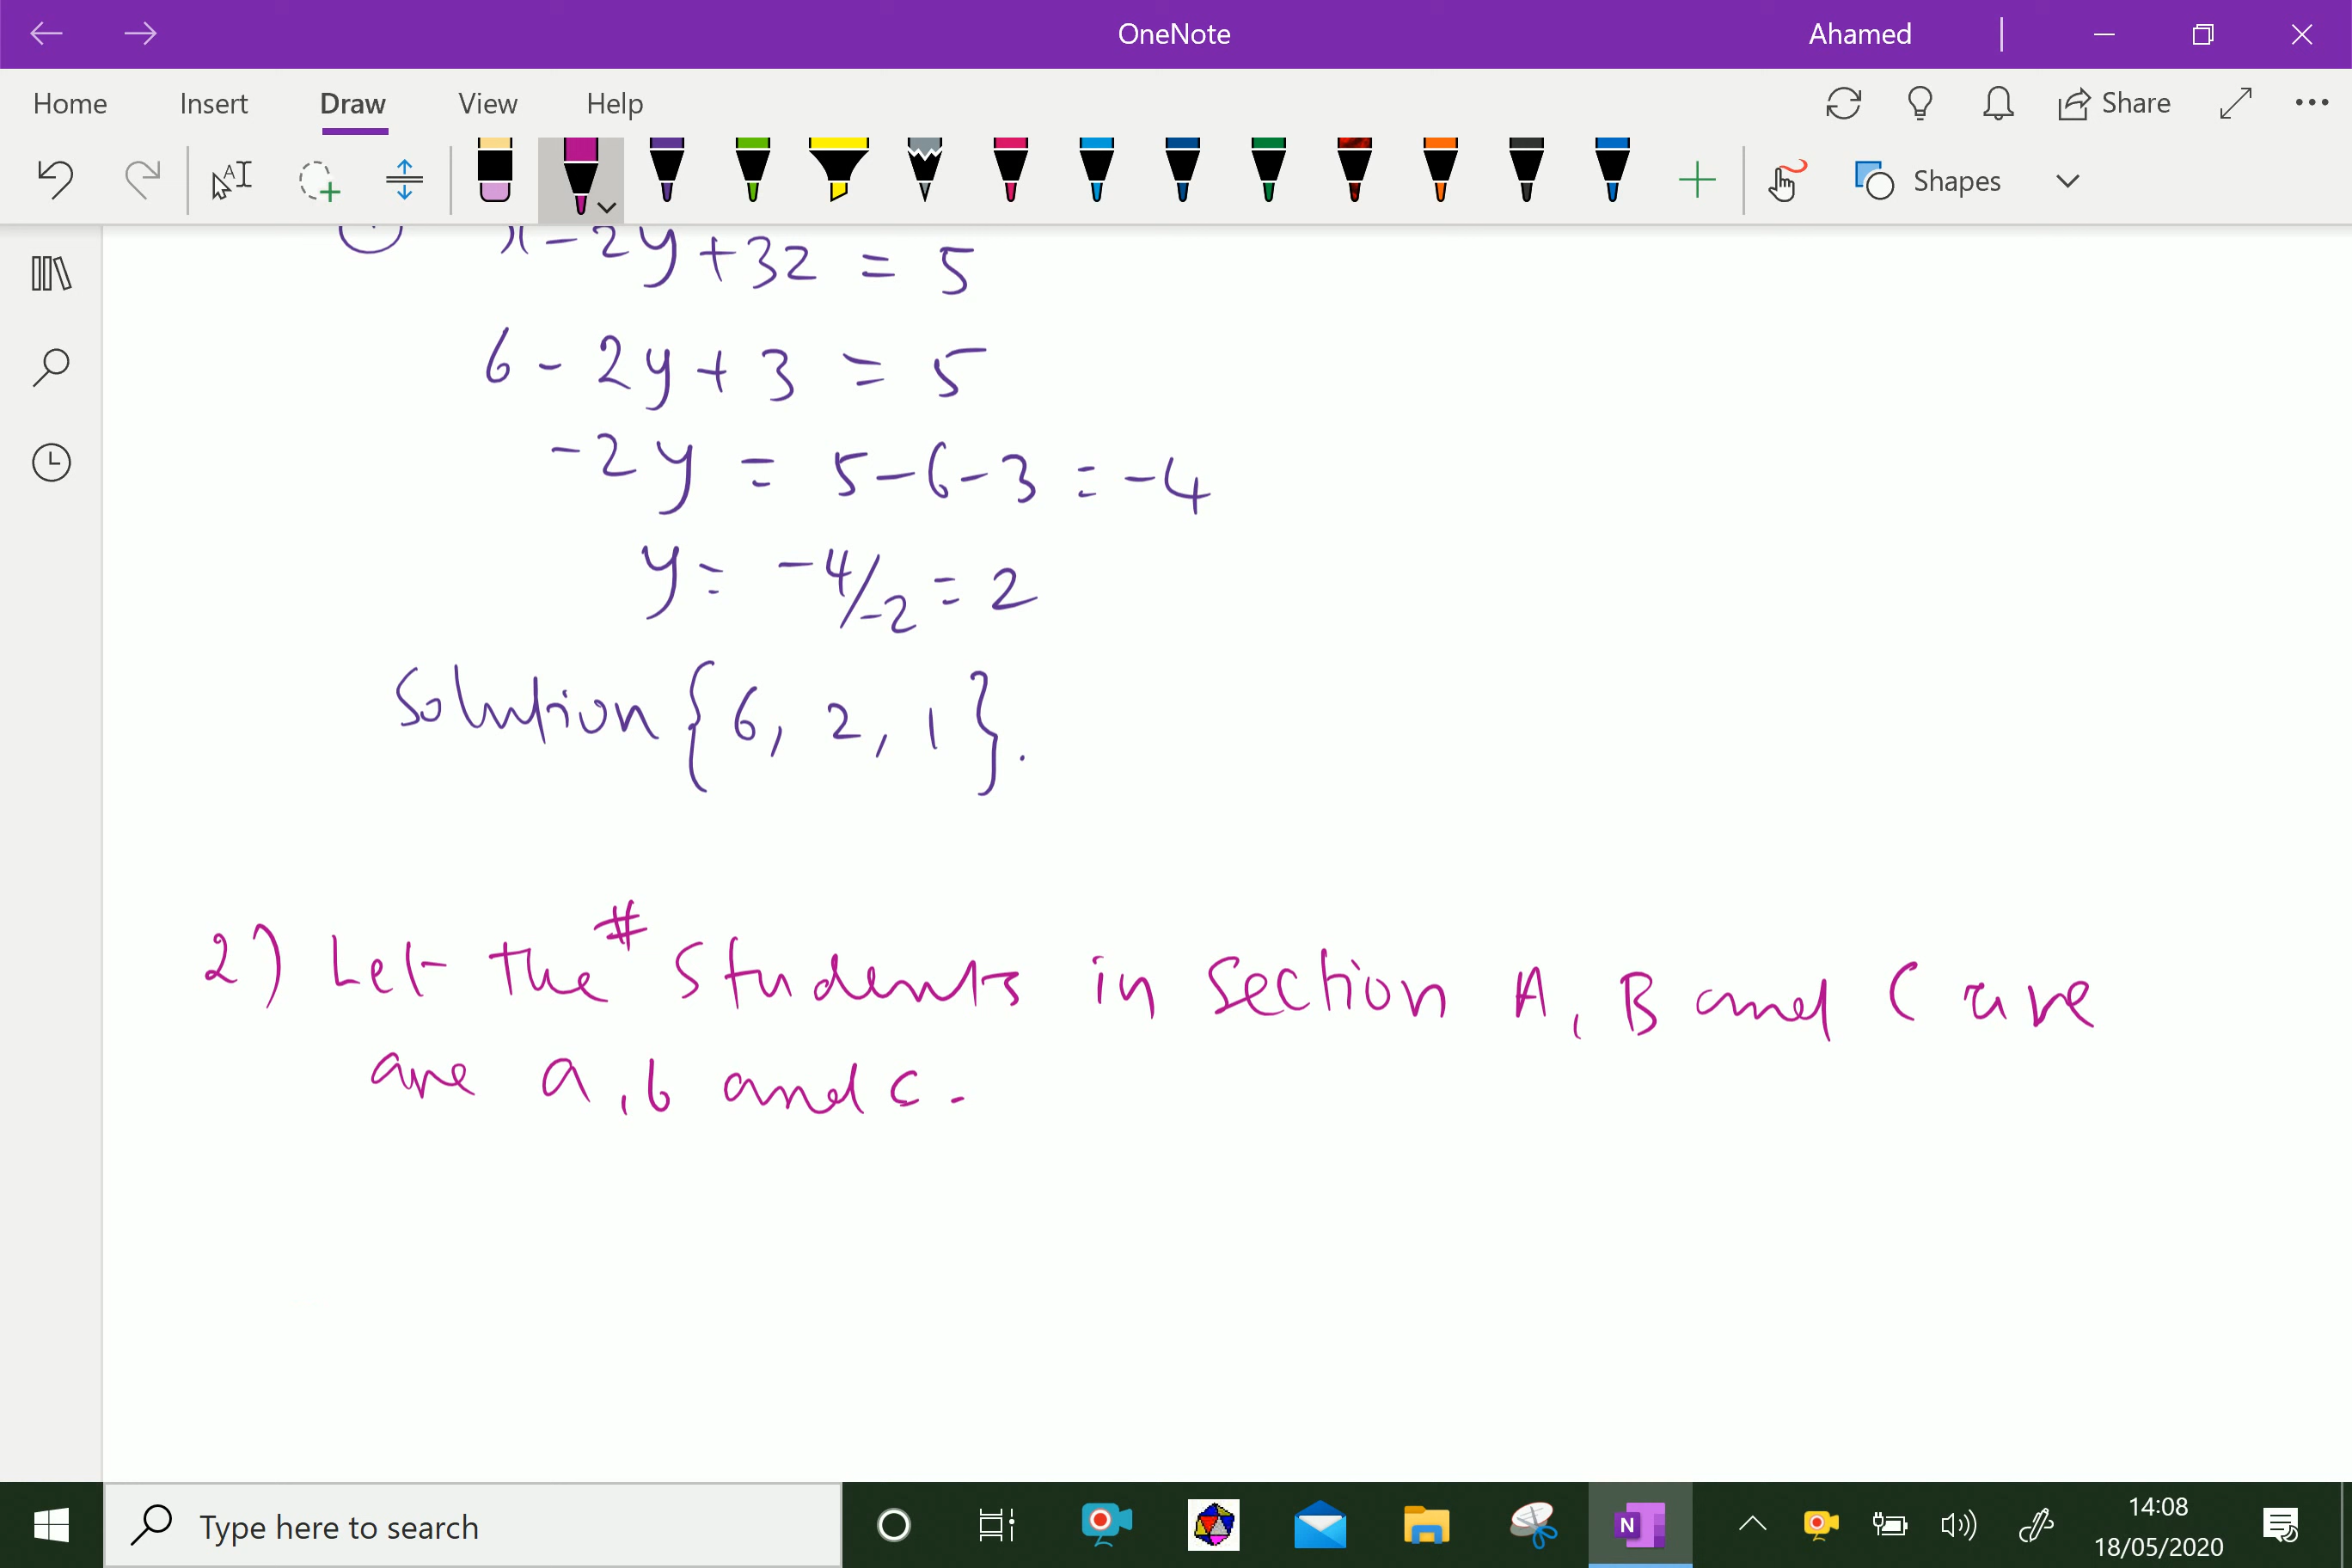 OneNote
Ahamed
Home Insert Draw View Help
Share
Shapes
x-2y+3z = 5
6-2y+3 = 5
-2y = 5-6-3 = -4
y = -4/-2 = 2
Solution {6, 2, 1}.
2) Let the # Students in Section A, B and C are
are a, b and c.
Type here to search
N
14:08
18/05/2020